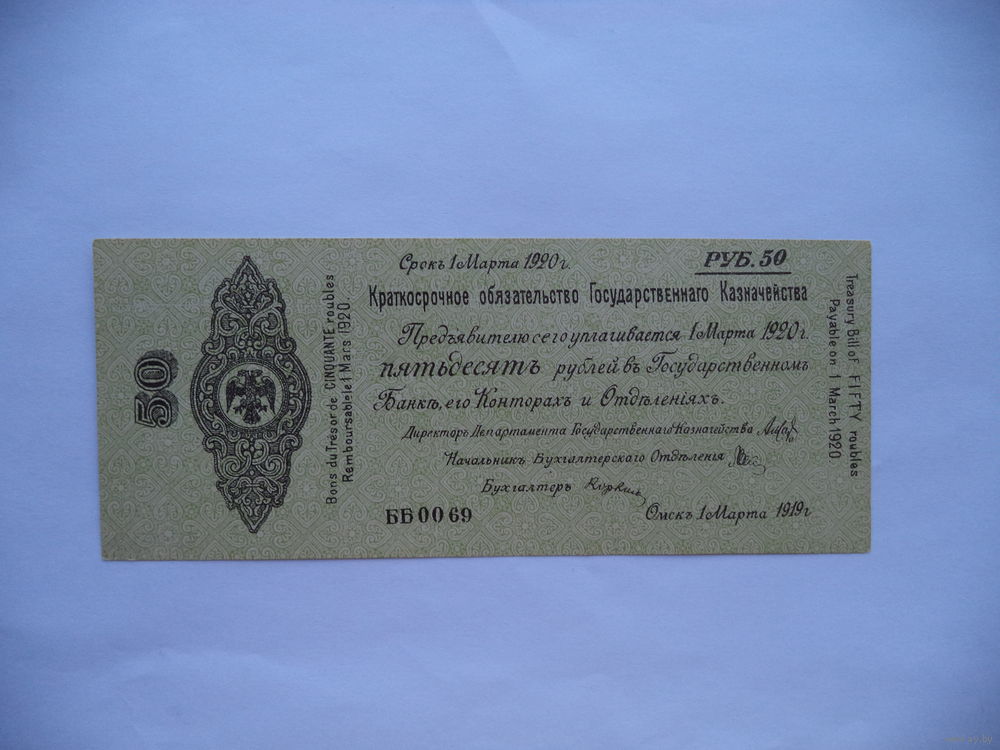 50
Bons du Trésor de CINQUANTE roubles
Remboursable le 1 Mars 1920.
Срокъ 1 Марта 1920 г.
РУБ. 50
Краткосрочное обязательство Государственнаго Казначейства
Предъявителю сего уплачивается 1 Марта 1920 г.
пятьдесятъ рублей въ Государственномъ
Банкѣ, его Конторахъ и Отдѣленіяхъ.
Директоръ Департамента Государственнаго Казначейства
Начальникъ Бухгалтерскаго Отдѣленія
Бухгалтеръ
ББ 0069
Омскъ 1 Марта 1919 г
Treasury Bill of FIFTY roubles
Payable on 1 March 1920